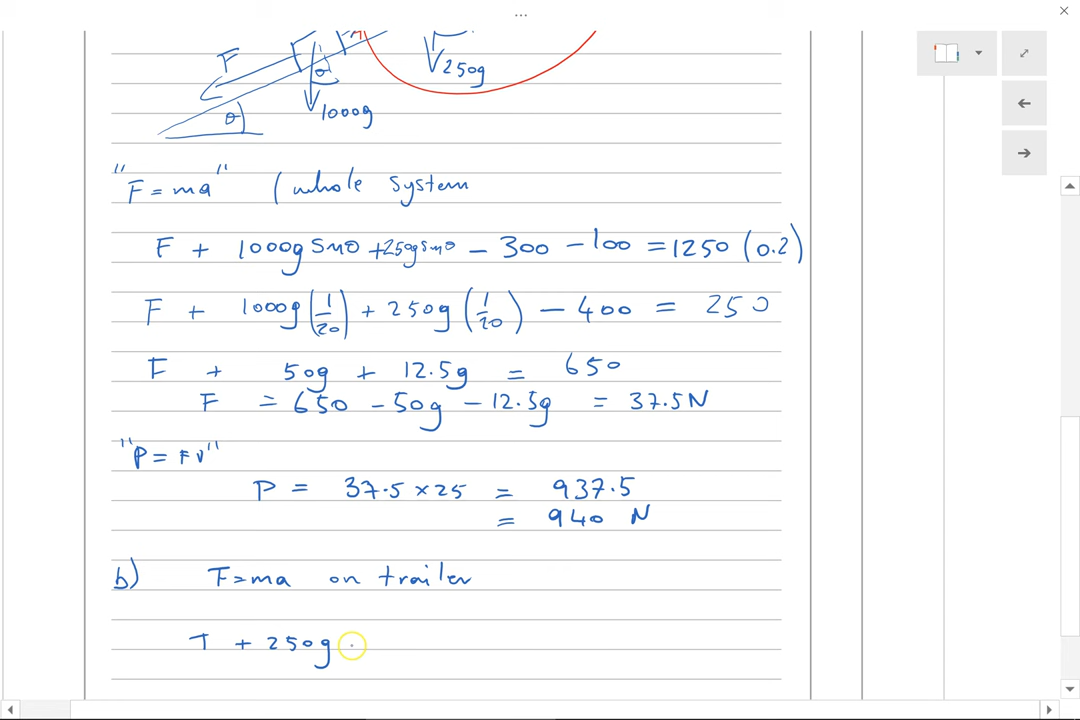 F
θ
θ
1000g
250g
"F = ma" (whole system
F + 1000g Sinθ + 250g sinθ - 300 - 100 = 1250 (0.2)
F + 1000g (1/20) + 250g (1/20) - 400 = 250
F + 50g + 12.5g = 650
F = 650 - 50g - 12.5g = 37.5 N
"P = FV"
P = 37.5 × 25 = 937.5
= 940 N
b) F=ma on trailer
T + 250g